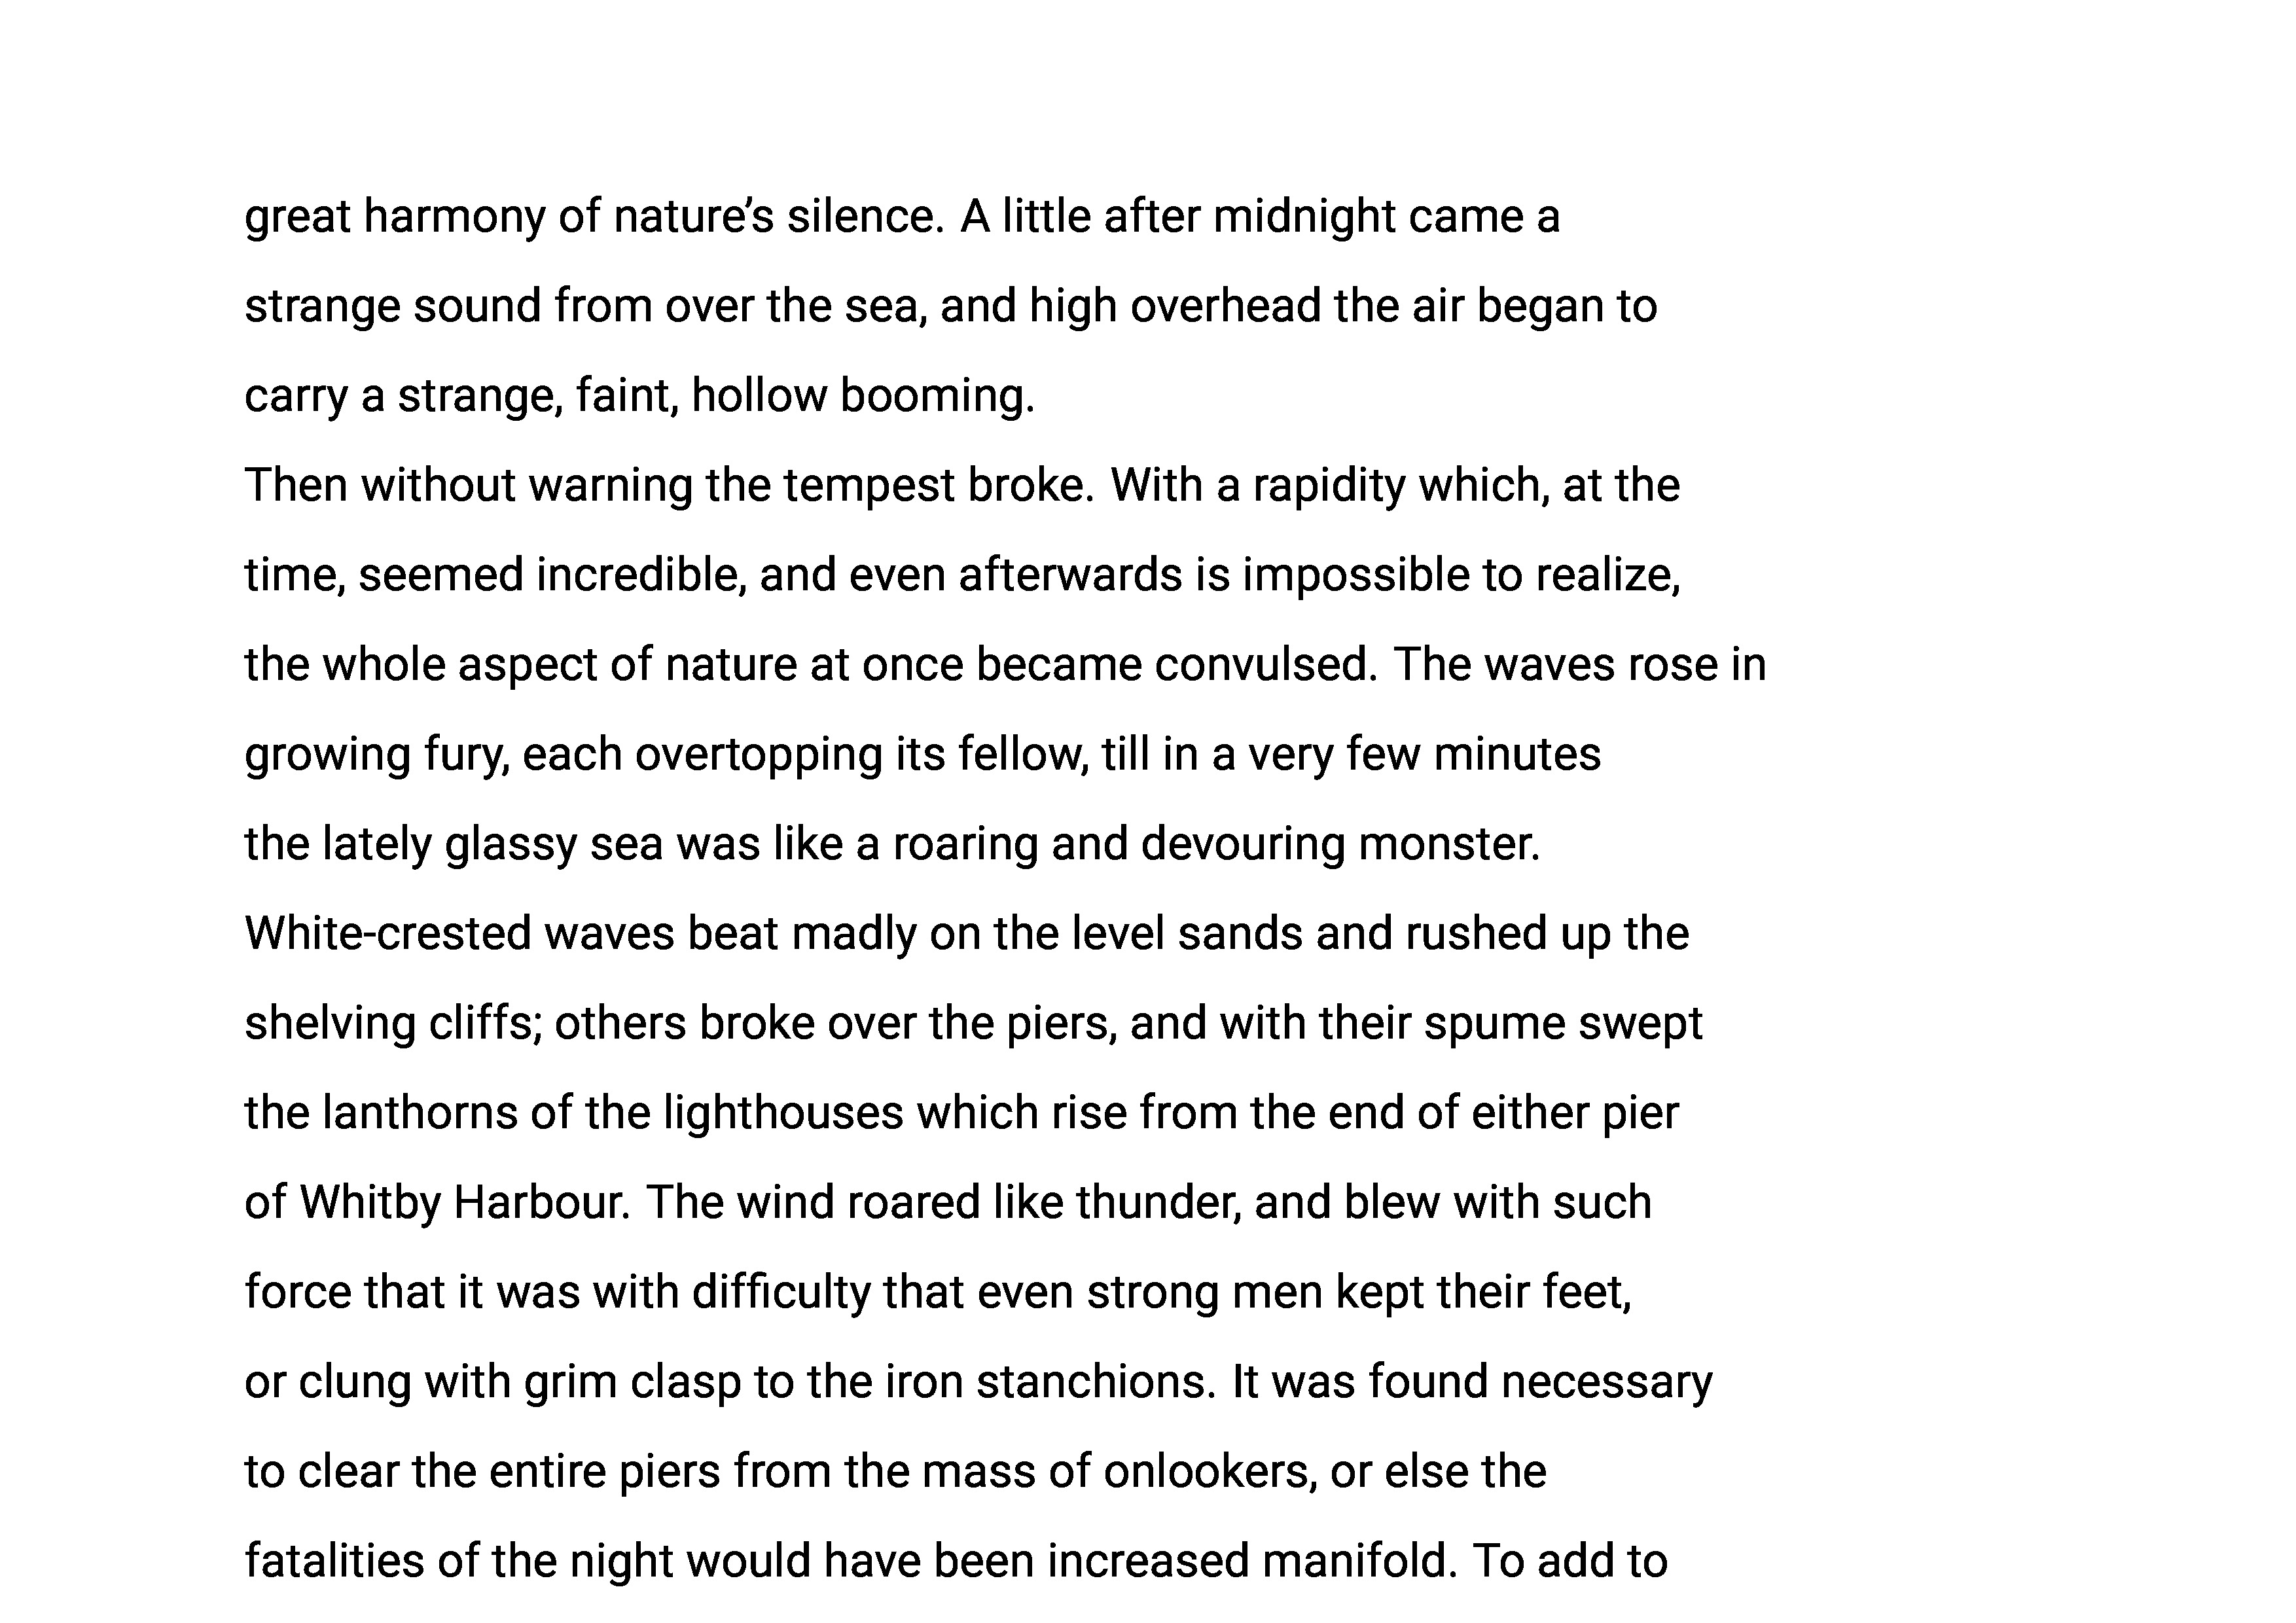 great harmony of nature’s silence. A little after midnight came a
strange sound from over the sea, and high overhead the air began to
carry a strange, faint, hollow booming.
Then without warning the tempest broke. With a rapidity which, at the
time, seemed incredible, and even afterwards is impossible to realize,
the whole aspect of nature at once became convulsed. The waves rose in
growing fury, each overtopping its fellow, till in a very few minutes
the lately glassy sea was like a roaring and devouring monster.
White-crested waves beat madly on the level sands and rushed up the
shelving cliffs; others broke over the piers, and with their spume swept
the lanthorns of the lighthouses which rise from the end of either pier
of Whitby Harbour. The wind roared like thunder, and blew with such
force that it was with difficulty that even strong men kept their feet,
or clung with grim clasp to the iron stanchions. It was found necessary
to clear the entire piers from the mass of onlookers, or else the
fatalities of the night would have been increased manifold. To add to